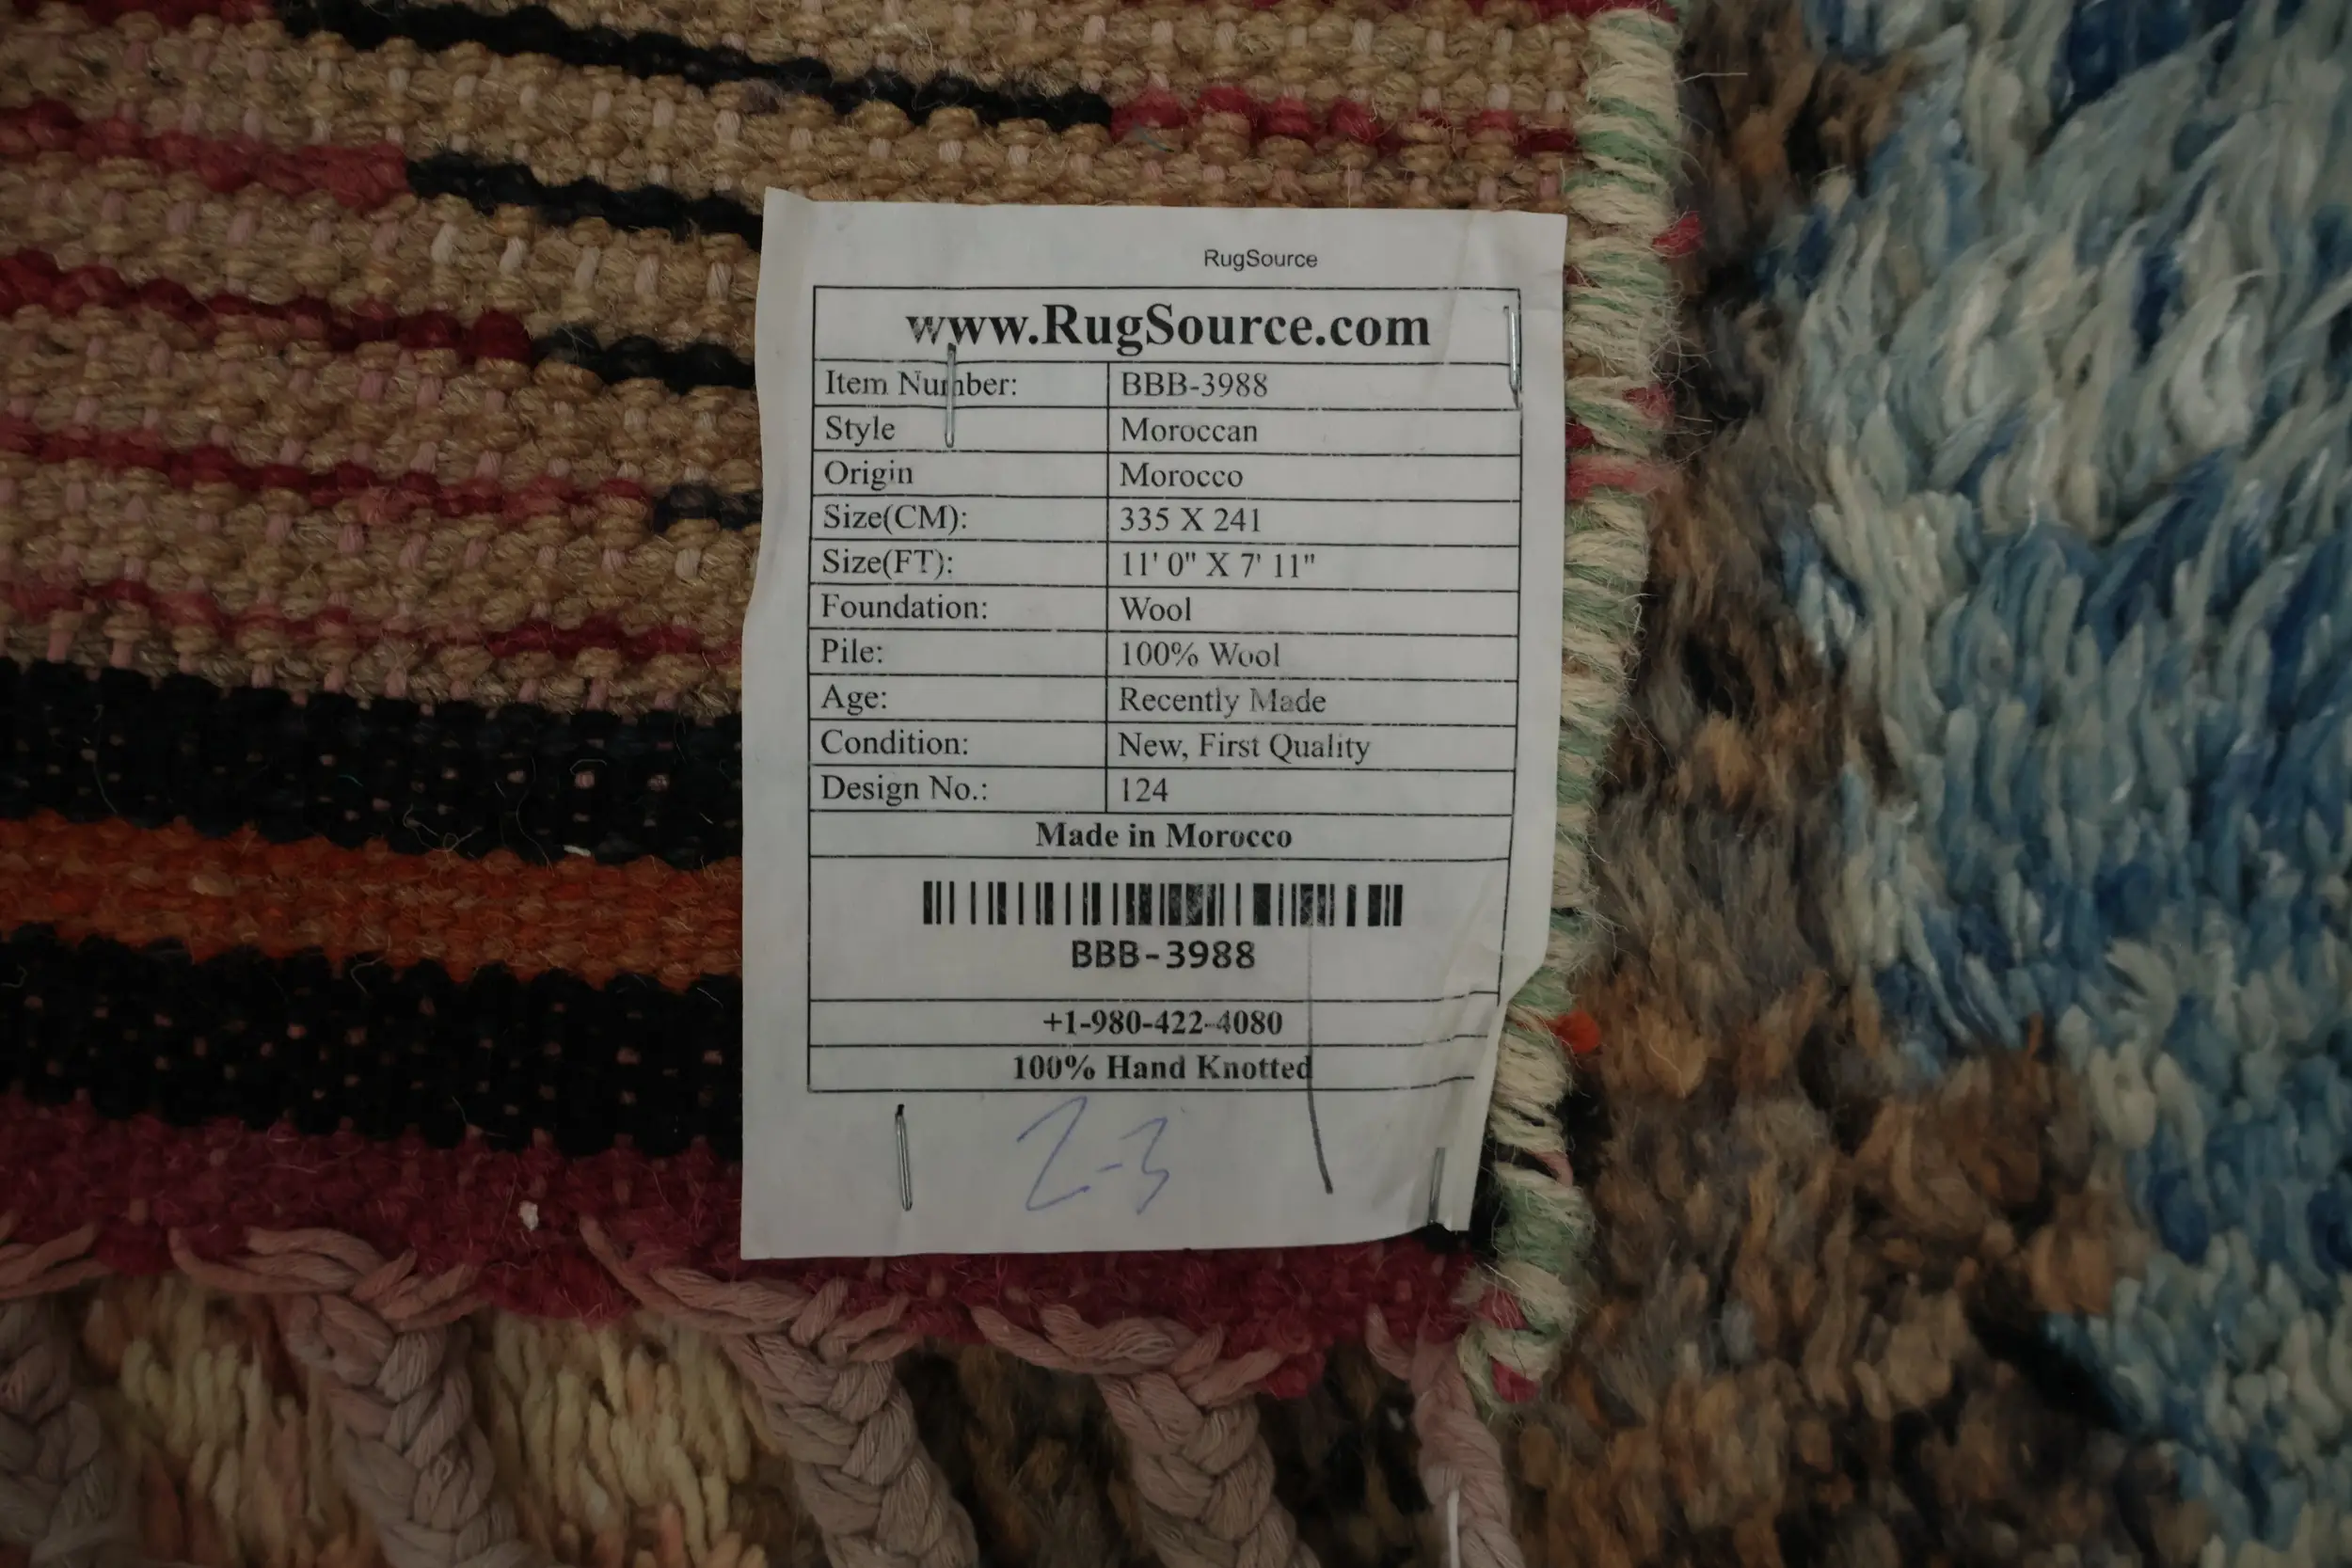 RugSource
www.RugSource.com
Item Number: BBB-3988
Style Moroccan
Origin Morocco
Size(CM): 335 X 241
Size(FT): 11' 0" X 7' 11"
Foundation: Wool
Pile: 100% Wool
Age: Recently Made
Condition: New, First Quality
Design No.: 124
Made in Morocco
BBB-3988
+1-980-422-4080
100% Hand Knotted
2-3